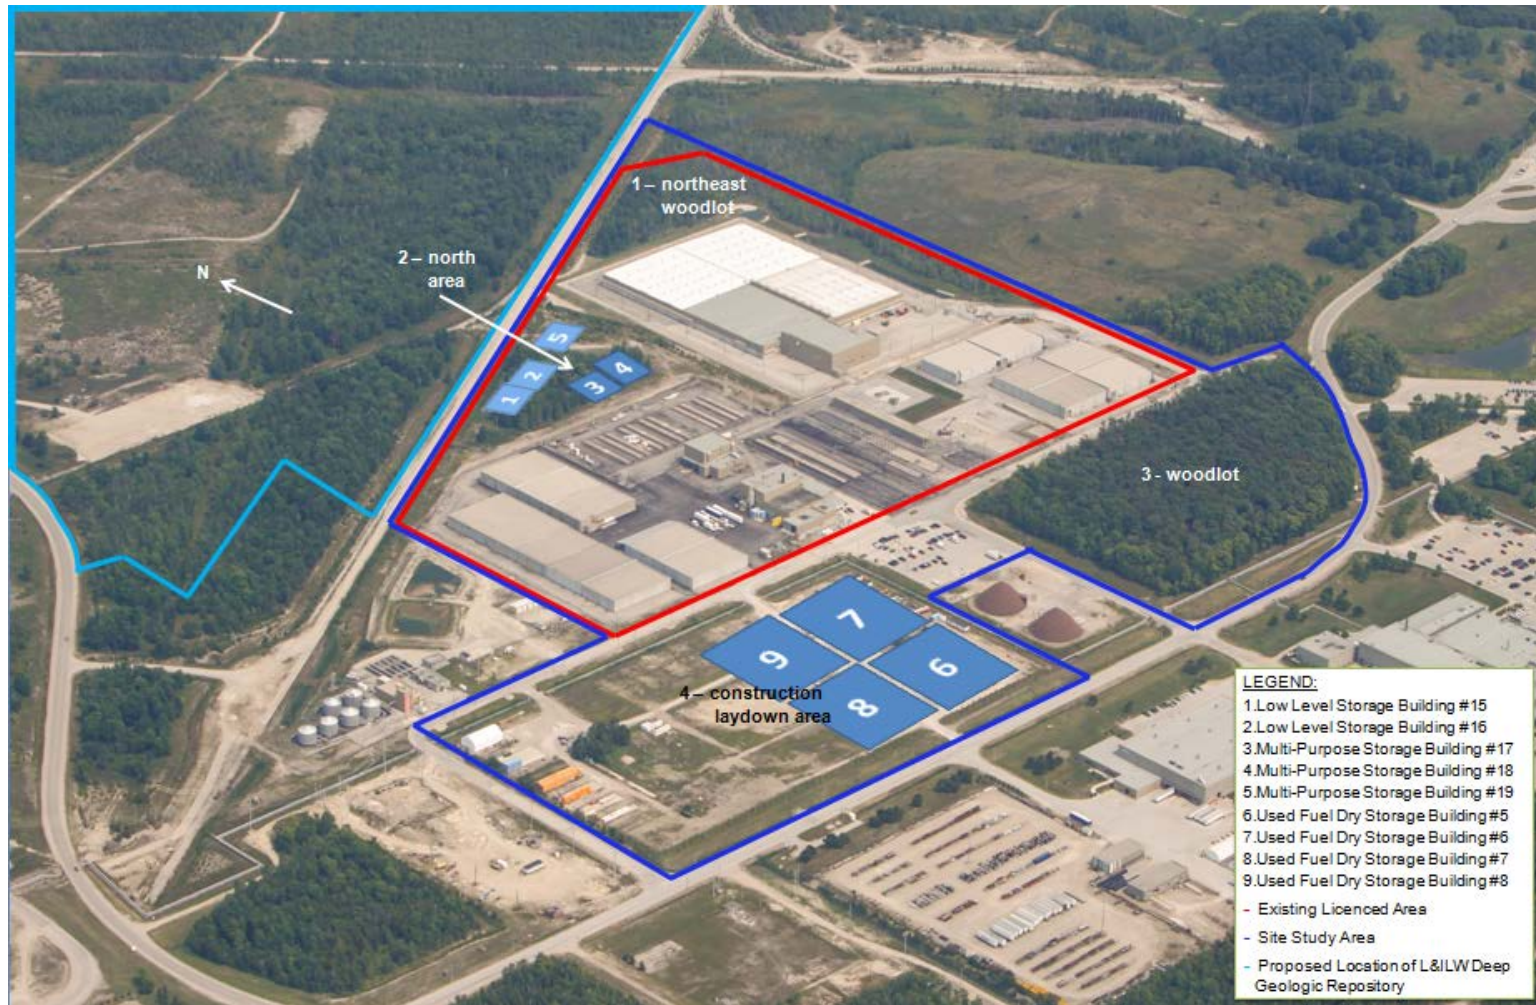 1 – northeast
woodlot
2 – north
area
N
5
2
4
3
1
3 - woodlot
7
9
6
4 – construction
laydown area
8
LEGEND:
1.Low Level Storage Building #15
2.Low Level Storage Building #16
3.Multi-Purpose Storage Building #17
4.Multi-Purpose Storage Building #18
5.Multi-Purpose Storage Building #19
6.Used Fuel Dry Storage Building #5
7.Used Fuel Dry Storage Building #6
8.Used Fuel Dry Storage Building #7
9.Used Fuel Dry Storage Building #8
- Existing Licenced Area
- Site Study Area
- Proposed Location of L&ILW Deep
Geologic Repository